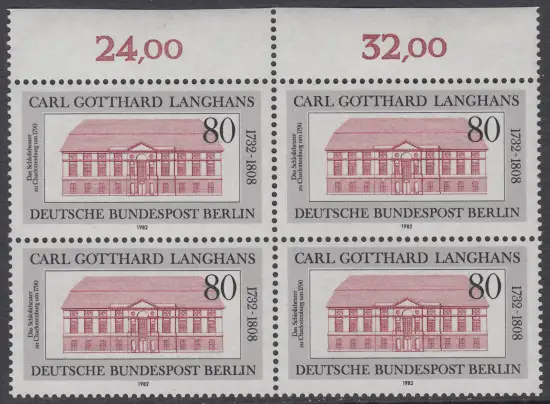 24,00
32,00
CARL GOTTHARD LANGHANS
80
1732-1808
Das Schloßtheater
zu Charlottenburg um 1790
DEUTSCHE BUNDESPOST BERLIN
1982
CARL GOTTHARD LANGHANS
80
1732-1808
Das Schloßtheater
zu Charlottenburg um 1790
DEUTSCHE BUNDESPOST BERLIN
1982
CARL GOTTHARD LANGHANS
80
1732-1808
Das Schloßtheater
zu Charlottenburg um 1790
DEUTSCHE BUNDESPOST BERLIN
1982
CARL GOTTHARD LANGHANS
80
1732-1808
Das Schloßtheater
zu Charlottenburg um 1790
DEUTSCHE BUNDESPOST BERLIN
1982